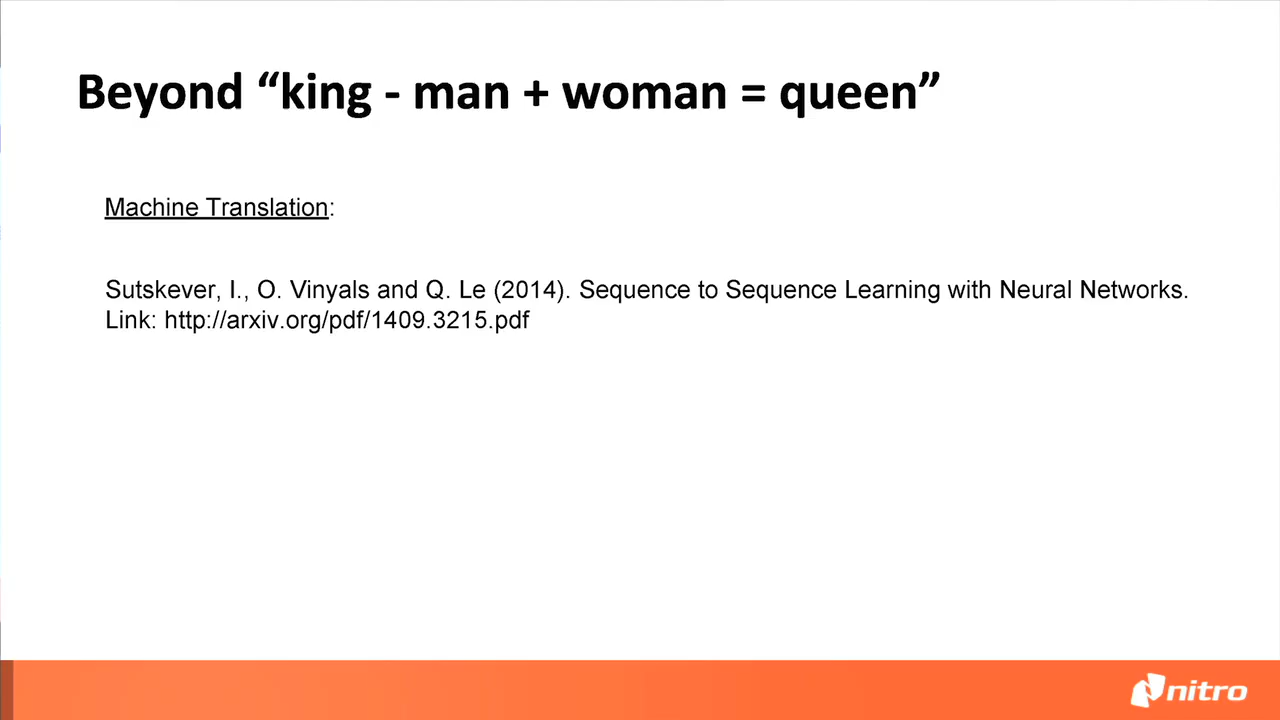 Beyond “king - man + woman = queen”
Machine Translation:
Sutskever, I., O. Vinyals and Q. Le (2014). Sequence to Sequence Learning with Neural Networks.
Link: http://arxiv.org/pdf/1409.3215.pdf
nitro